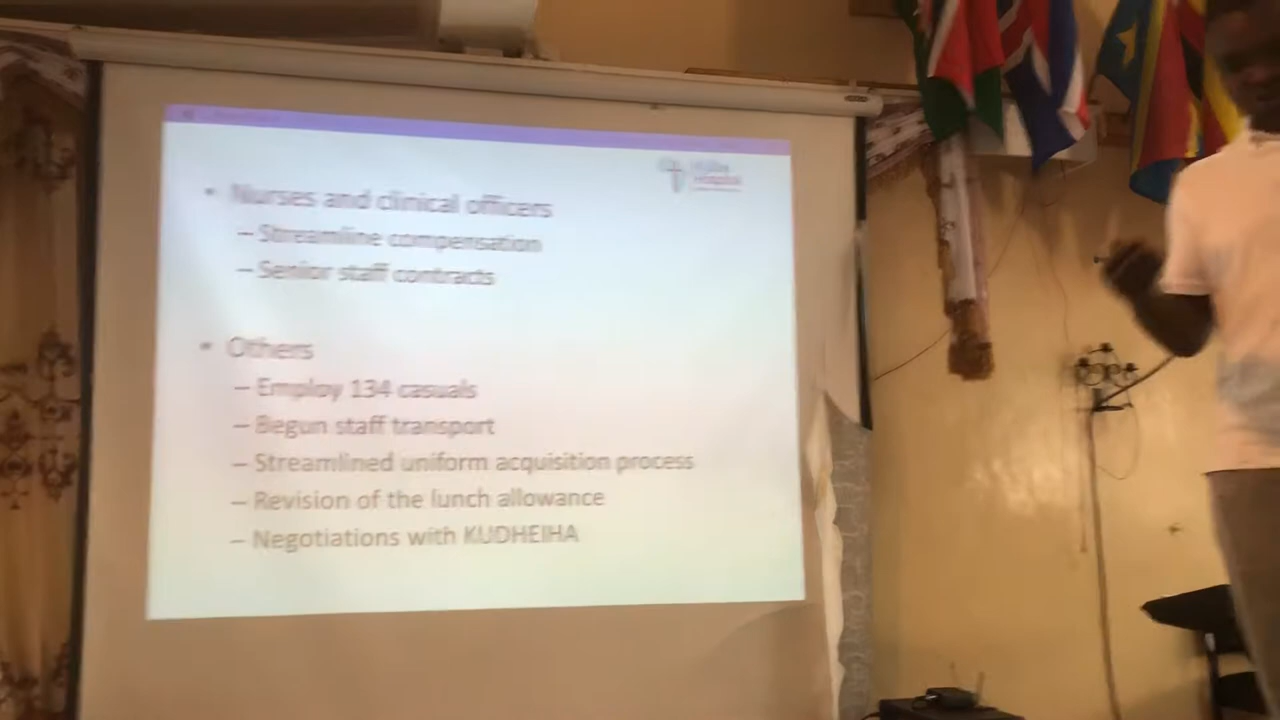 • Nurses and clinical officers
– Streamline compensation
– Senior staff contracts
• Others
– Employ 134 casuals
– Begun staff transport
– Streamlined uniform acquisition process
– Revision of the lunch allowance
– Negotiations with KUDHEIHA
Hospital